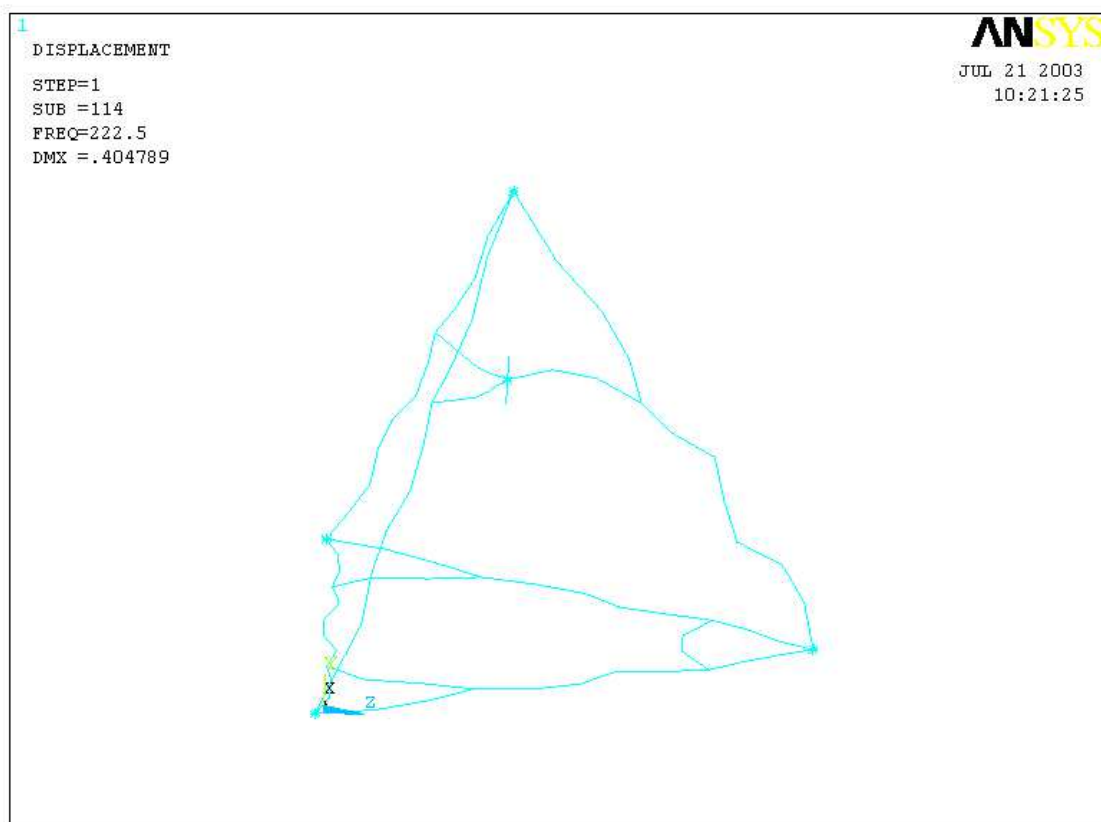 1
DISPLACEMENT
STEP=1
SUB =114
FREQ=222.5
DMX =.404789
ANSYS
JUL 21 2003
10:21:25
Y
X
Z